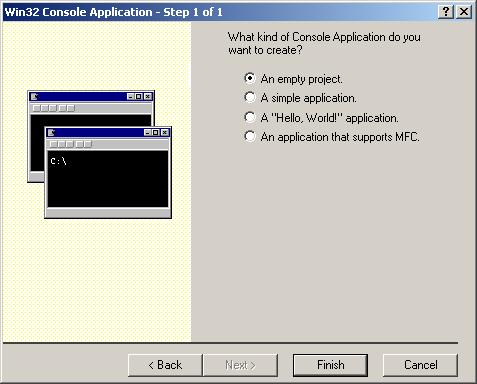 Win32 Console Application - Step 1 of 1
What kind of Console Application do you
want to create?
An empty project.
A simple application.
A "Hello, World!" application.
An application that supports MFC.
C:\
< Back
Next >
Finish
Cancel